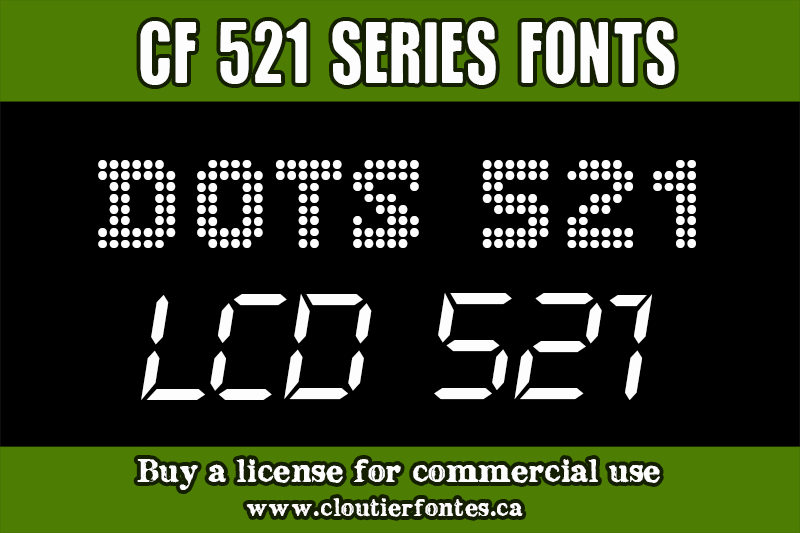 CF 521 SERIES FONTS
DOTS 521
LCD 521
Buy a license for commercial use
www.cloutierfontes.ca